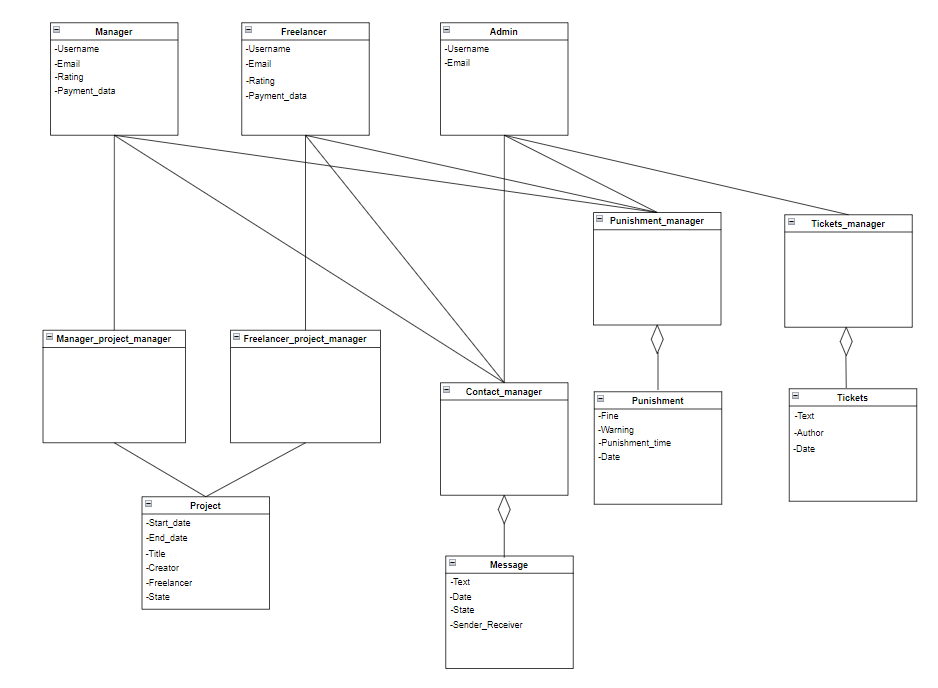 Manager
-Username
-Email
-Rating
-Payment_data
Freelancer
-Username
-Email
-Rating
-Payment_data
Admin
-Username
-Email
Punishment_manager
Tickets_manager
Manager_project_manager
Freelancer_project_manager
Contact_manager
Punishment
-Fine
-Warning
-Punishment_time
-Date
Tickets
-Text
-Author
-Date
Project
-Start_date
-End_date
-Title
-Creator
-Freelancer
-State
Message
-Text
-Date
-State
-Sender_Receiver